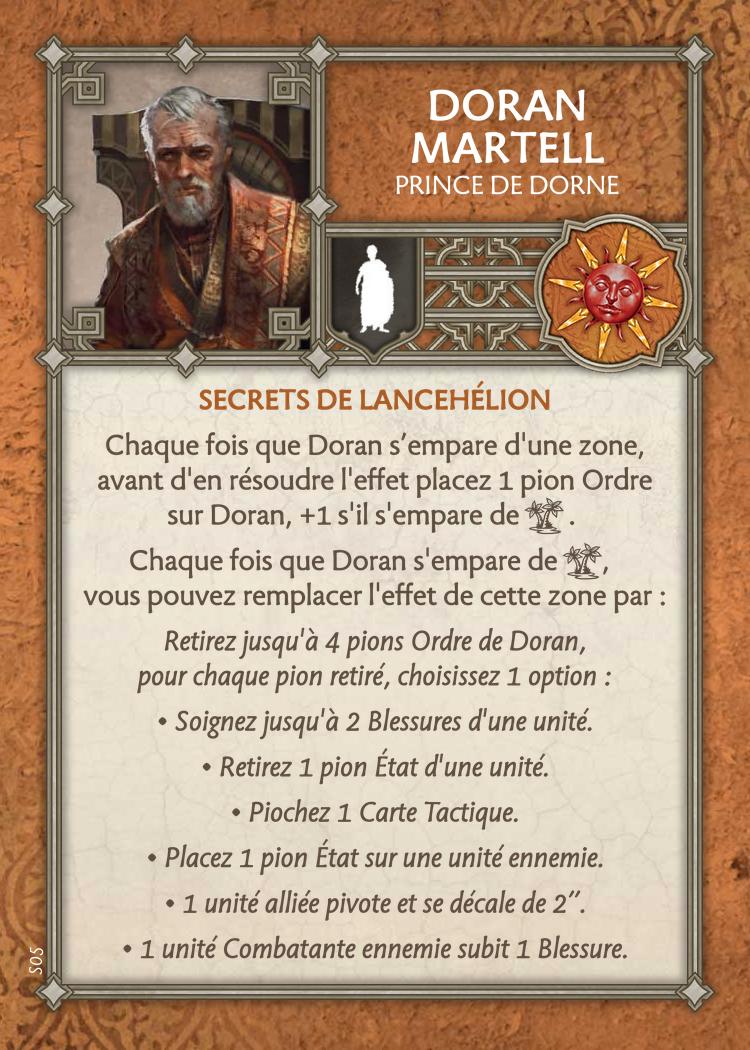 DORAN
MARTELL
PRINCE DE DORNE
SECRETS DE LANCEHÉLION
Chaque fois que Doran s’empare d'une zone,
avant d'en résoudre l'effet placez 1 pion Ordre
sur Doran, +1 s'il s'empare de .
Chaque fois que Doran s'empare de ,
vous pouvez remplacer l'effet de cette zone par :
Retirez jusqu'à 4 pions Ordre de Doran,
pour chaque pion retiré, choisissez 1 option :
• Soignez jusqu'à 2 Blessures d'une unité.
• Retirez 1 pion État d'une unité.
• Piochez 1 Carte Tactique.
• Placez 1 pion État sur une unité ennemie.
• 1 unité alliée pivote et se décale de 2’’.
• 1 unité Combatante ennemie subit 1 Blessure.
S05